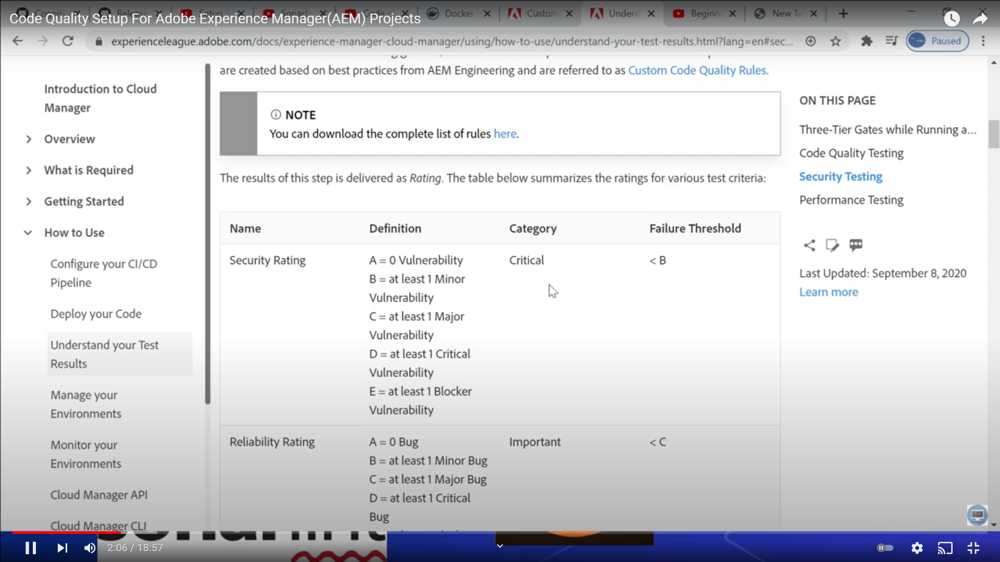 Code Quality Setup For Adobe Experience Manager(AEM) Projects
Docker
Custom
Underst
Beginn
New Ta
experienceleague.adobe.com/docs/experience-manager-cloud-manager/using/how-to-use/understand-your-test-results.html?lang=en#sec...
Paused
Introduction to Cloud
Manager
Overview
What is Required
Getting Started
How to Use
Configure your CI/CD
Pipeline
Deploy your Code
Understand your Test
Results
Manage your
Environments
Monitor your
Environments
Cloud Manager API
Cloud Manager CLI
are created based on best practices from AEM Engineering and are referred to as Custom Code Quality Rules.
NOTE
You can download the complete list of rules here.
The results of this step is delivered as Rating. The table below summarizes the ratings for various test criteria:
Name Definition Category Failure Threshold
Security Rating A = 0 Vulnerability Critical < B
B = at least 1 Minor
Vulnerability
C = at least 1 Major
Vulnerability
D = at least 1 Critical
Vulnerability
E = at least 1 Blocker
Vulnerability
Reliability Rating A = 0 Bug Important < C
B = at least 1 Minor Bug
C = at least 1 Major Bug
D = at least 1 Critical
Bug
ON THIS PAGE
Three-Tier Gates while Running a...
Code Quality Testing
Security Testing
Performance Testing
Last Updated: September 8, 2020
Learn more
2:06 / 18:57